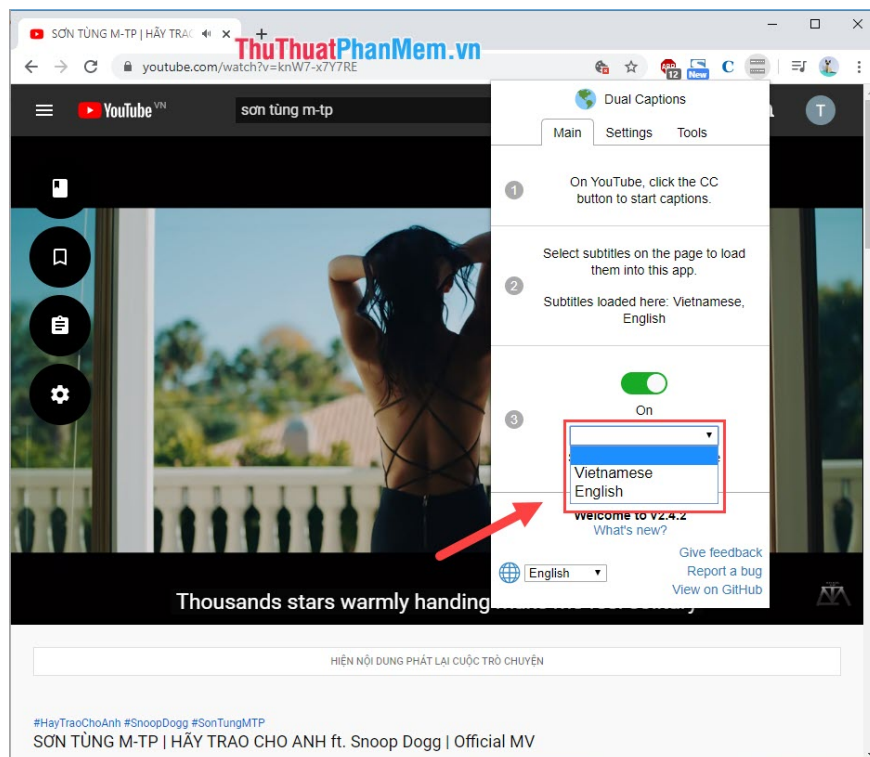 SƠN TÙNG M-TP | HÃY TRAO
ThuThuatPhanMem.vn
youtube.com/watch?v=knW7-x7Y7RE
12
New
C
YouTube VN
sơn tùng m-tp
T
Dual Captions
Main Settings Tools
1
On YouTube, click the CC
button to start captions.
2
Select subtitles on the page to load
them into this app.
Subtitles loaded here: Vietnamese,
English
3
On
Vietnamese
English
Welcome to v2.4.2
What's new?
Give feedback
English
Report a bug
View on GitHub
Thousands stars warmly handing
HIỆN NỘI DUNG PHÁT LẠI CUỘC TRÒ CHUYỆN
#HayTraoChoAnh #SnoopDogg #SonTungMTP
SƠN TÙNG M-TP | HÃY TRAO CHO ANH ft. Snoop Dogg | Official MV